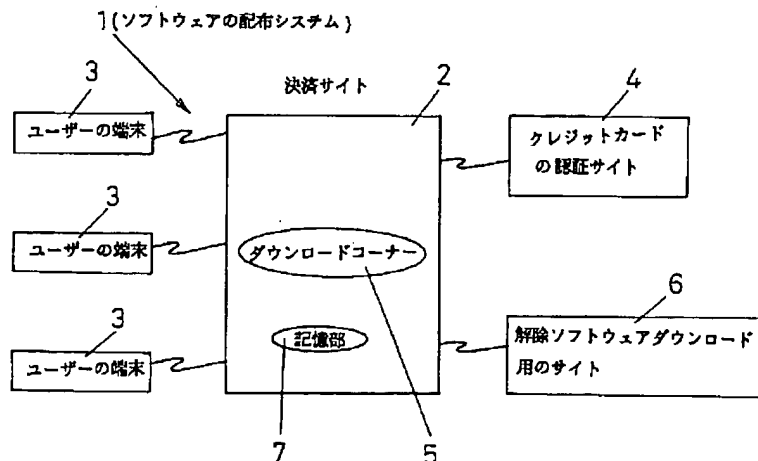 1(ソフトウェアの配布システム)
決済サイト
3
2
4
ユーザーの端末
クレジットカード
の認証サイト
3
ユーザーの端末
ダウンロードコーナー
3
6
ユーザーの端末
記憶部
解除ソフトウェアダウンロード
用のサイト
7
5